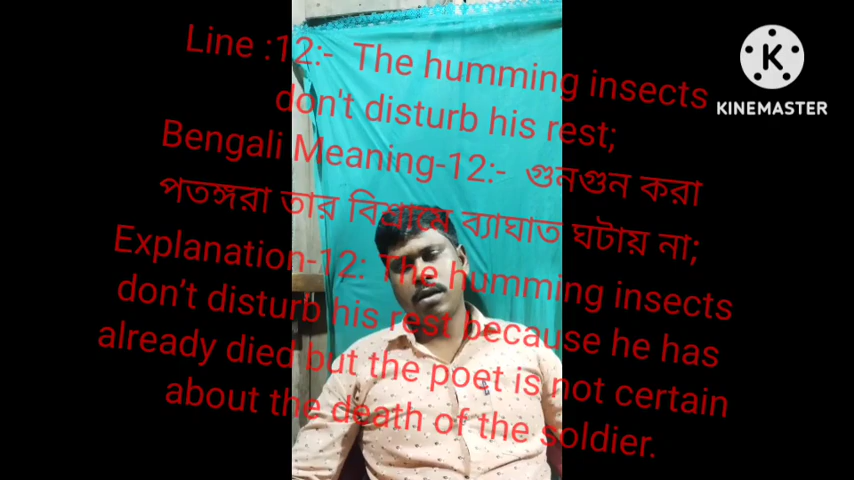 Line :12:- The humming insects
don't disturb his rest;
Bengali Meaning-12:- গুনগুন করা
পতঙ্গরা তার বিশ্রামে ব্যাঘাত ঘটায় না;
Explanation-12: The humming insects
don't disturb his rest because he has
already died but the poet is not certain
about the death of the soldier.
KINEMASTER